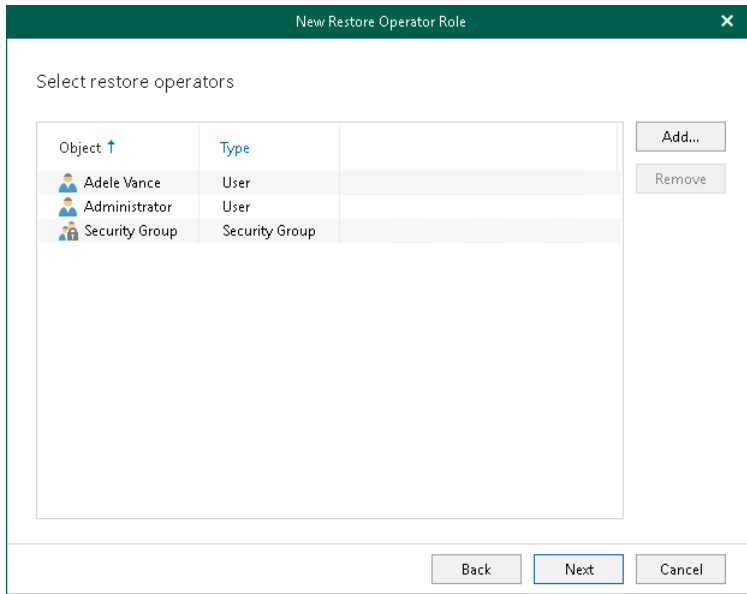 New Restore Operator Role
Select restore operators
Object Type
Add...
Adele Vance User
Remove
Administrator User
Security Group Security Group
Back Next Cancel